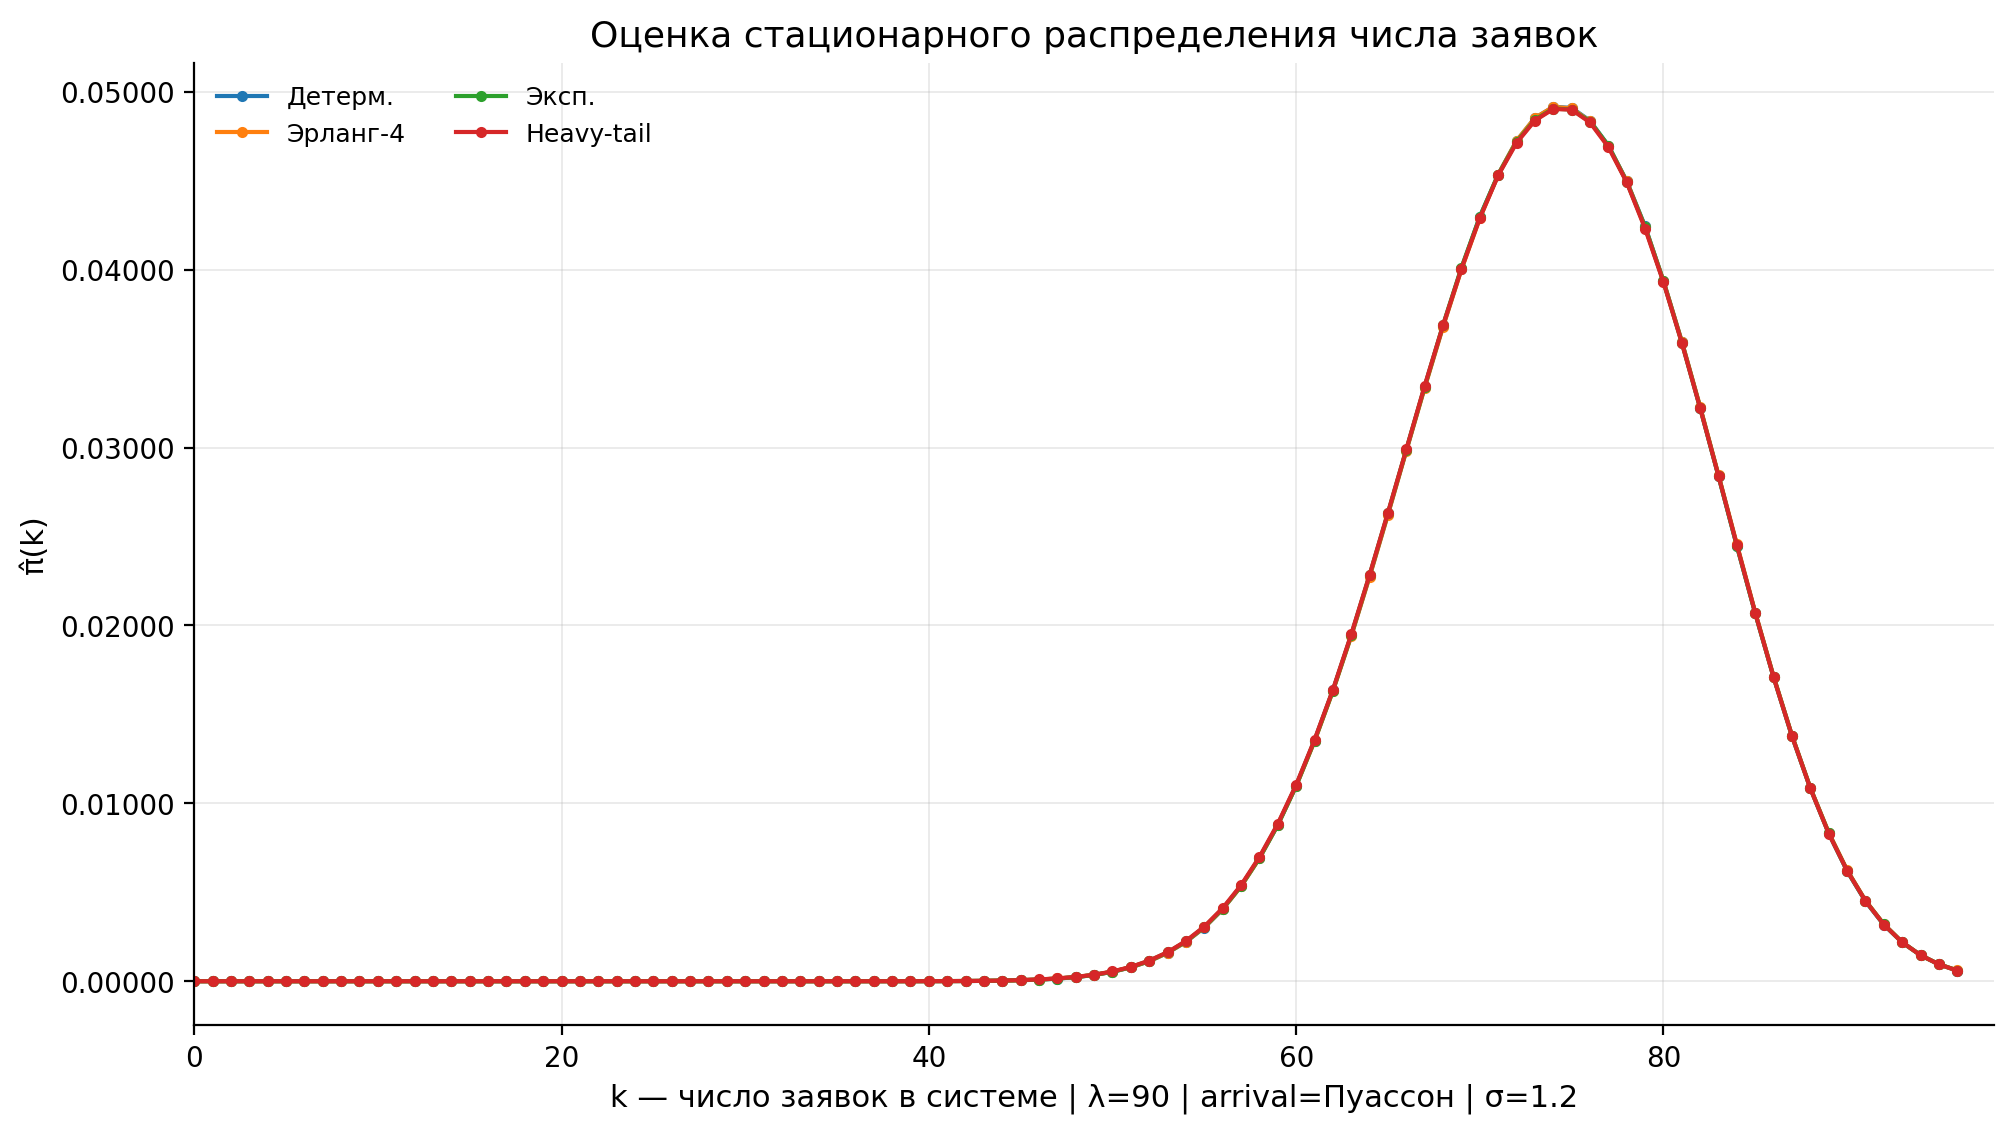 Оценка стационарного распределения числа заявок
Детерм.
Эрланг-4
Эксп.
Heavy-tail
0.05000
0.04000
0.03000
0.02000
0.01000
0.00000
π̂(k)
0 20 40 60 80
k — число заявок в системе | λ=90 | arrival=Пуассон | σ=1.2